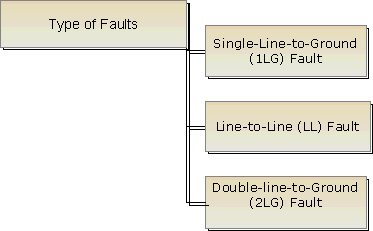 Type of Faults
Single-Line-to-Ground
(1LG) Fault
Line-to-Line (LL) Fault
Double-line-to-Ground
(2LG) Fault